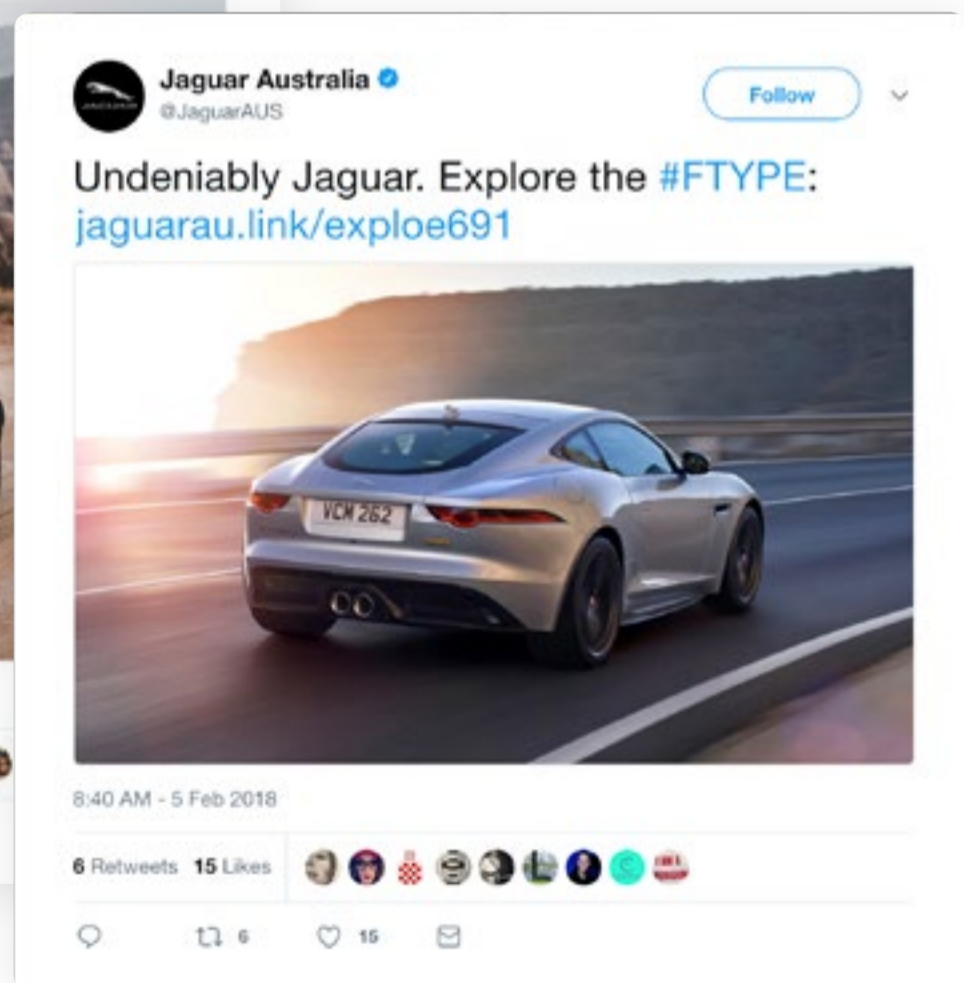 Jaguar Australia
@JaguarAUS
Follow
Undeniably Jaguar. Explore the #FTYPE:
jaguarau.link/exploe691
VCM 262
8:40 AM - 5 Feb 2018
6 Retweets 15 Likes
6 15